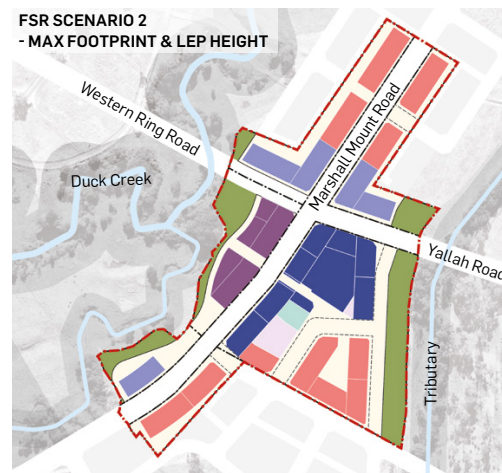 FSR SCENARIO 2
- MAX FOOTPRINT & LEP HEIGHT
Western Ring Road
Marshall Mount Road
Duck Creek
Yallah Road
Tributary